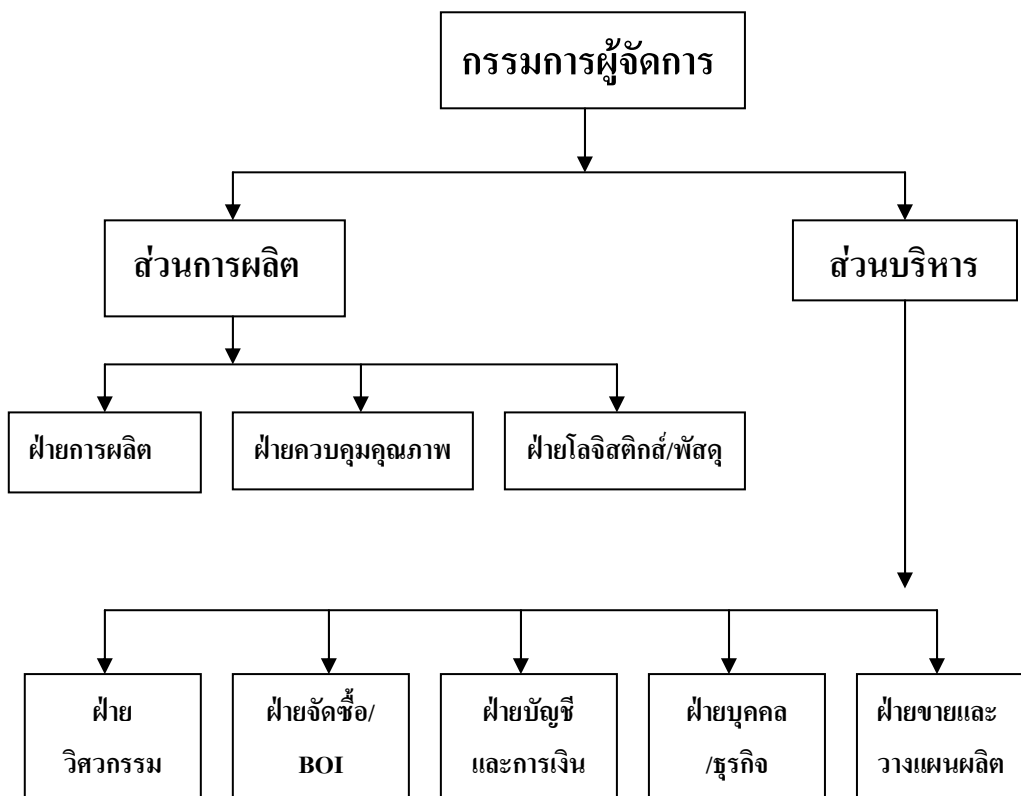 กรรมการผู้จัดการ
ส่วนการผลิต
ส่วนบริหาร
ฝ่ายการผลิต
ฝ่ายควบคุมคุณภาพ
ฝ่ายโลจิสติกส์/พัสดุ
ฝ่าย
วิศวกรรม
ฝ่ายจัดซื้อ/
BOI
ฝ่ายบัญชี
และการเงิน
ฝ่ายบุคคล
/ธุรกิจ
ฝ่ายขายและ
วางแผนผลิต